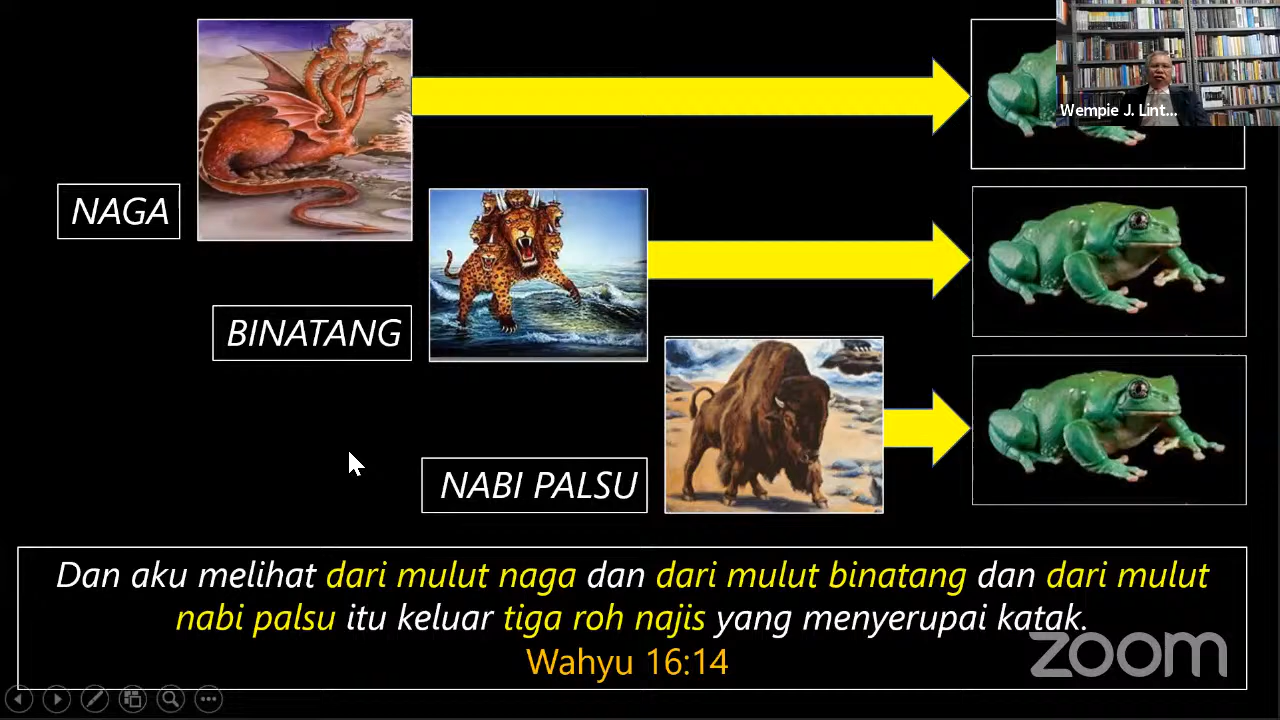 Wempie J. Lint...
NAGA
BINATANG
NABI PALSU
Dan aku melihat dari mulut naga dan dari mulut binatang dan dari mulut
nabi palsu itu keluar tiga roh najis yang menyerupai katak.
Wahyu 16:14
zoom